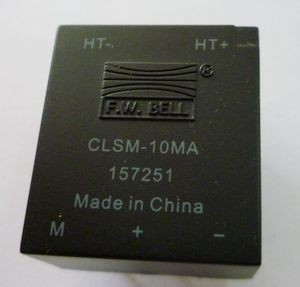 HT- HT+
®
F.W. BELL
CLSM-10MA
157251
Made in China
M + -